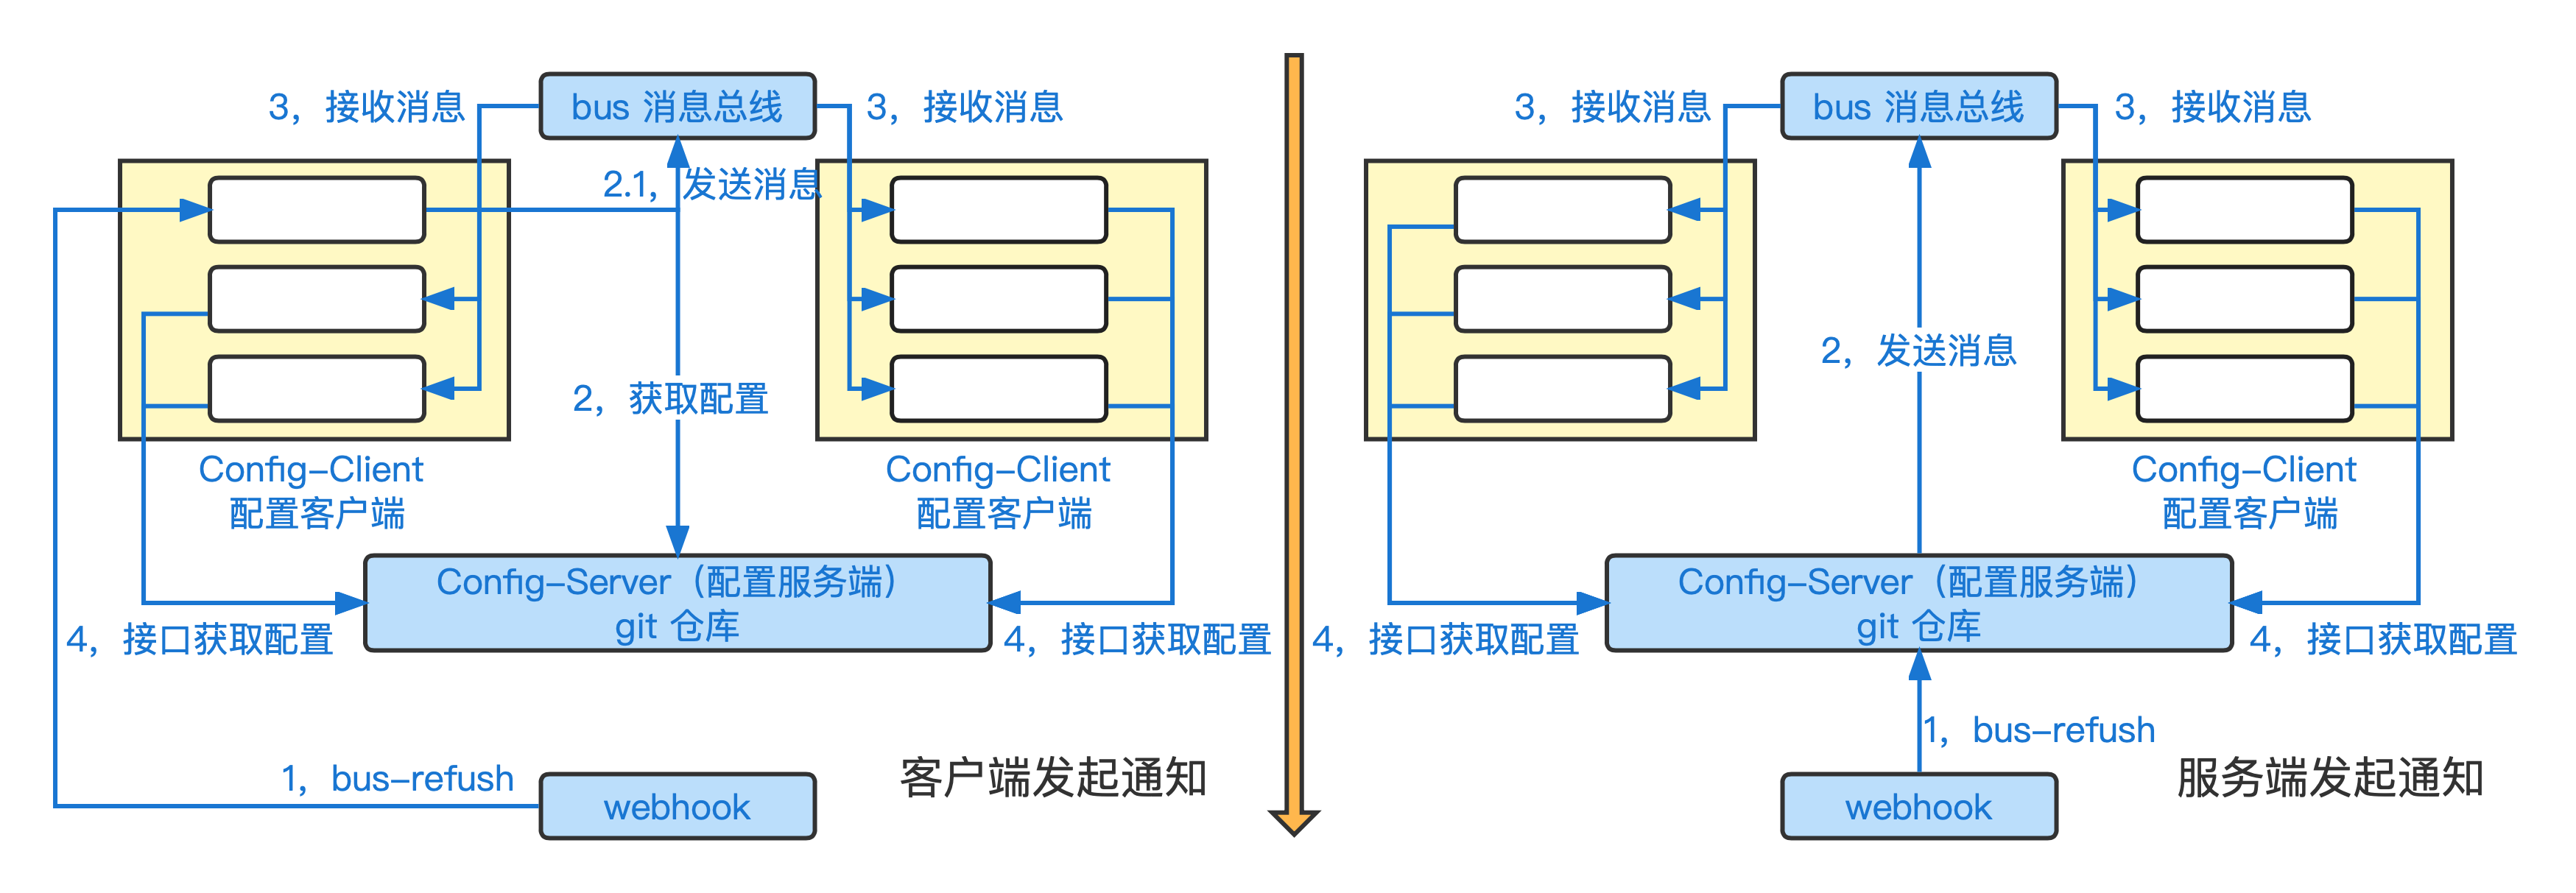 3，接收消息
bus 消息总线
3，接收消息
2.1，发送消息
2，获取配置
Config-Client
配置客户端
Config-Client
配置客户端
Config-Server（配置服务端）
git 仓库
4，接口获取配置
4，接口获取配置
1，bus-refush
webhook
客户端发起通知
3，接收消息
bus 消息总线
3，接收消息
2，发送消息
Config-Client
配置客户端
Config-Server（配置服务端）
git 仓库
4，接口获取配置
4，接口获取配置
1，bus-refush
webhook
服务端发起通知